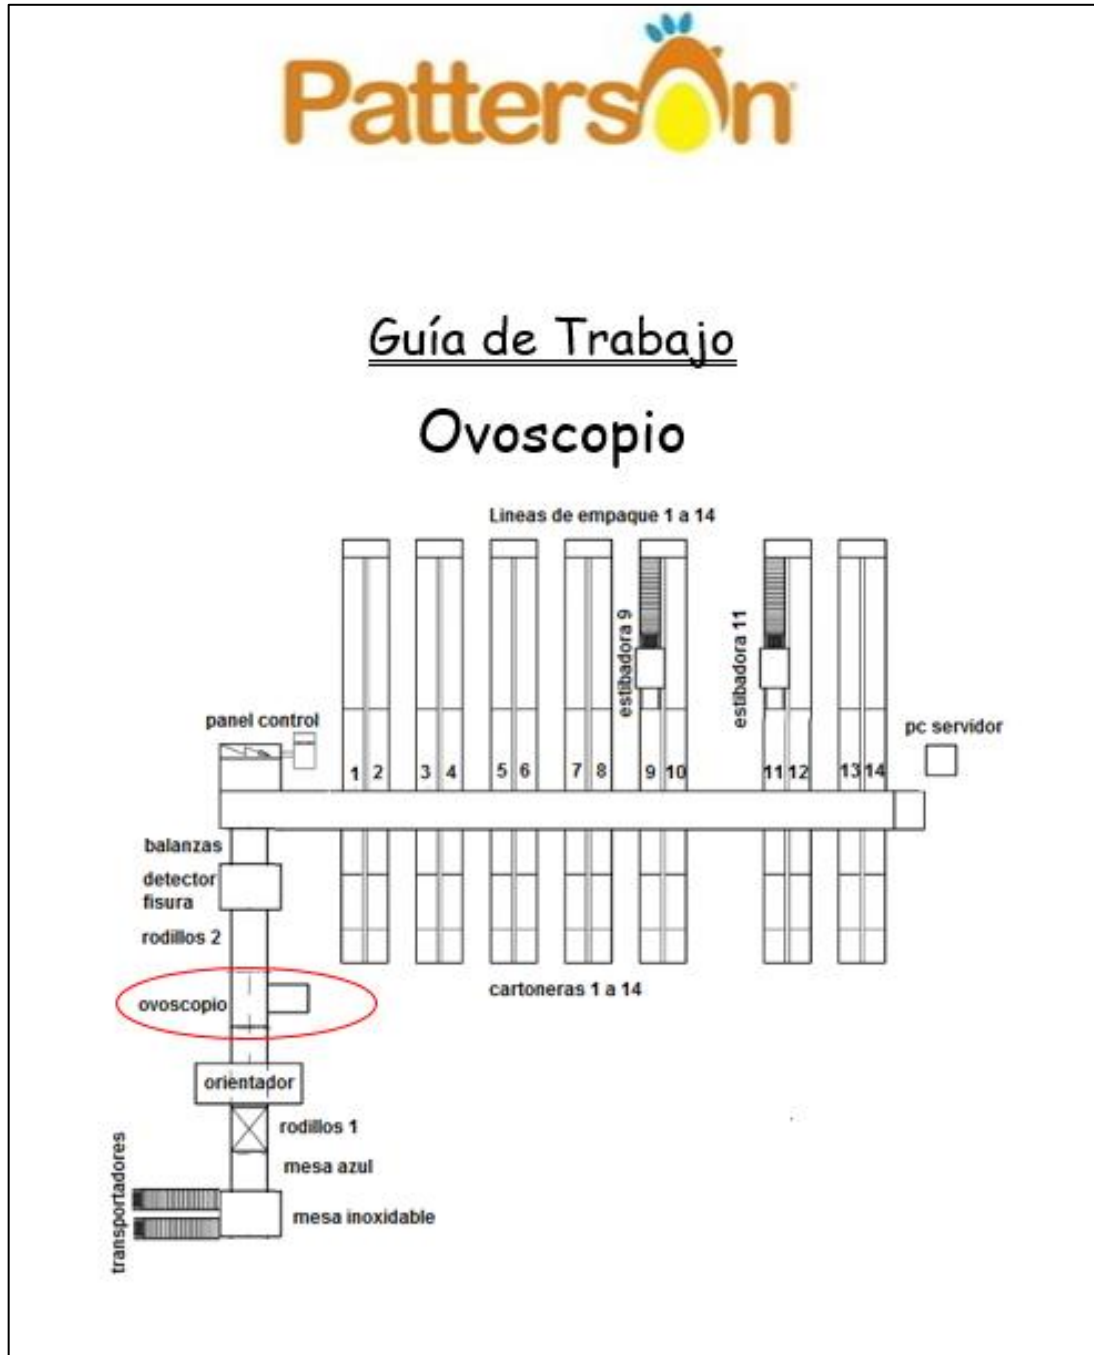 Patterson
Guía de Trabajo
Ovoscopio
Lineas de empaque 1 a 14
estibadora 9
estibadora 11
panel control
pc servidor
1 2 3 4 5 6 7 8 9 10 11 12 13 14
balanzas
detector
fisura
rodillos 2
ovoscopio
cartoneras 1 a 14
orientador
rodillos 1
mesa azul
transportadores
mesa inoxidable